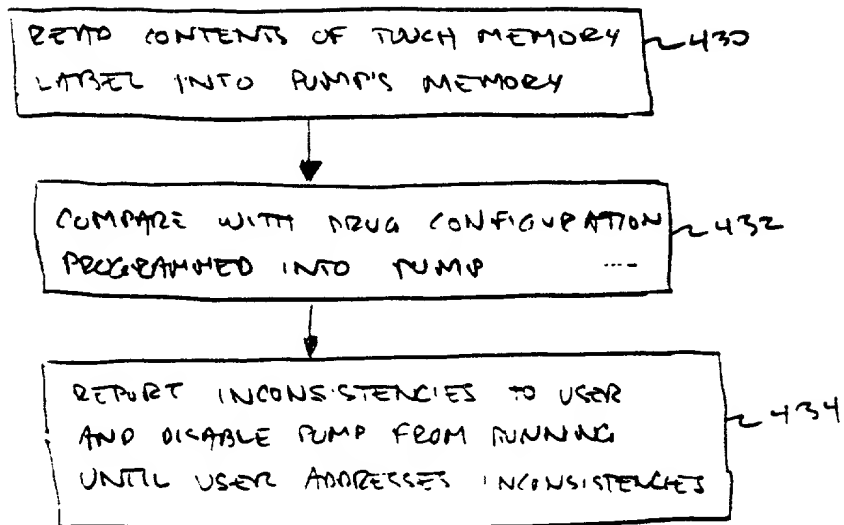 READ CONTENTS OF TOUCH MEMORY
LABEL INTO PUMP'S MEMORY
430
COMPARE WITH DRUG CONFIGURATION
PROGRAMMED INTO PUMP ----
432
REPORT INCONSISTENCIES TO USER
AND DISABLE PUMP FROM RUNNING
UNTIL USER ADDRESSES INCONSISTENCIES
434